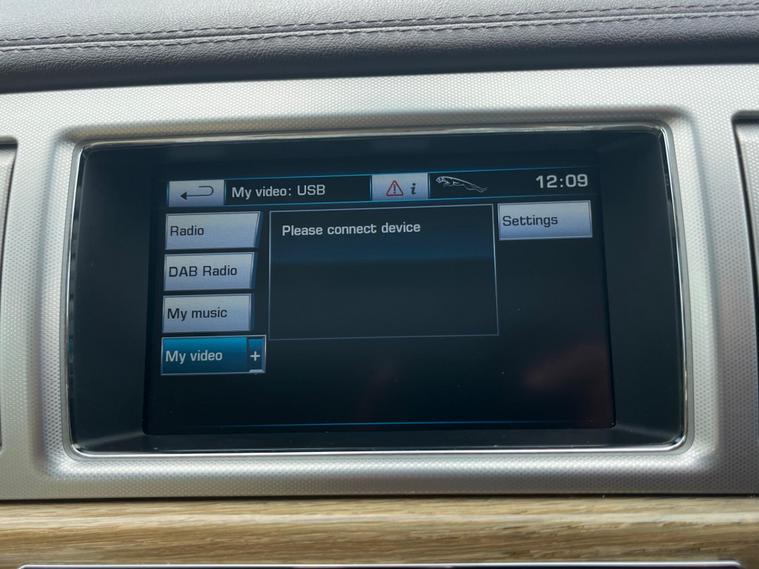 My video: USB
i
12:09
Radio
Please connect device
Settings
DAB Radio
My music
My video +